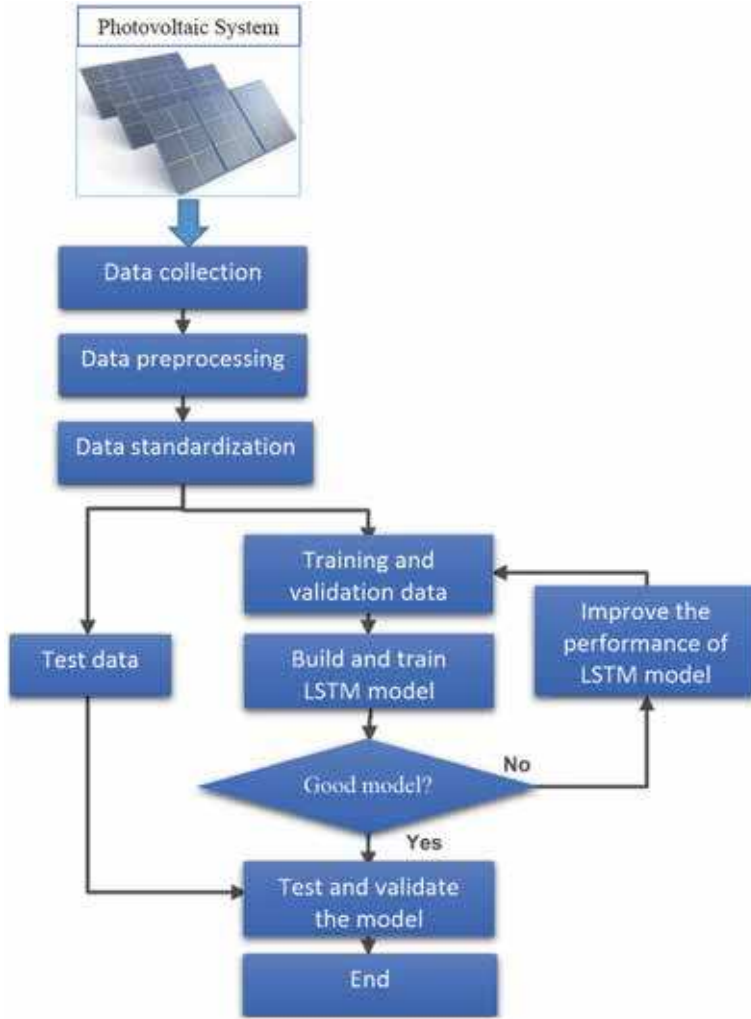 Photovoltaic System
Data collection
Data preprocessing
Data standardization
Training and
validation data
Improve the
performance of
LSTM model
Test data
Build and train
LSTM model
Good model?
No
Yes
Test and validate
the model
End